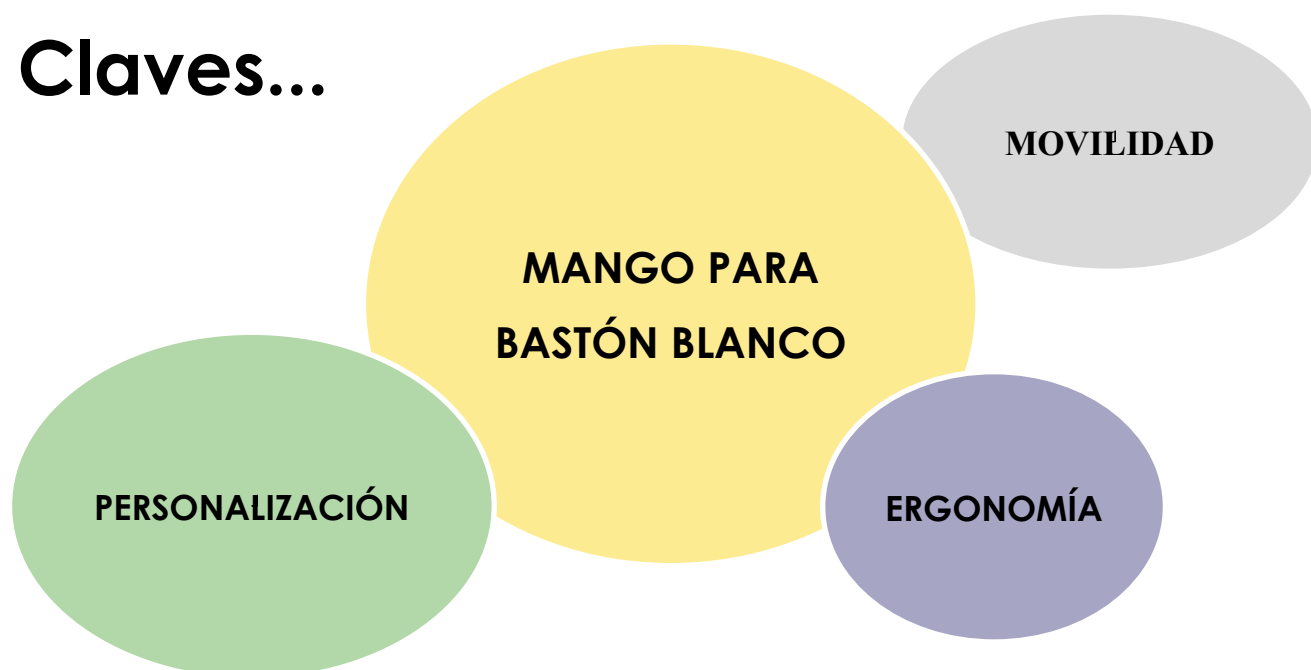 Claves...
MOVILIDAD
MANGO PARA
BASTÓN BLANCO
PERSONALIZACIÓN
ERGONOMÍA